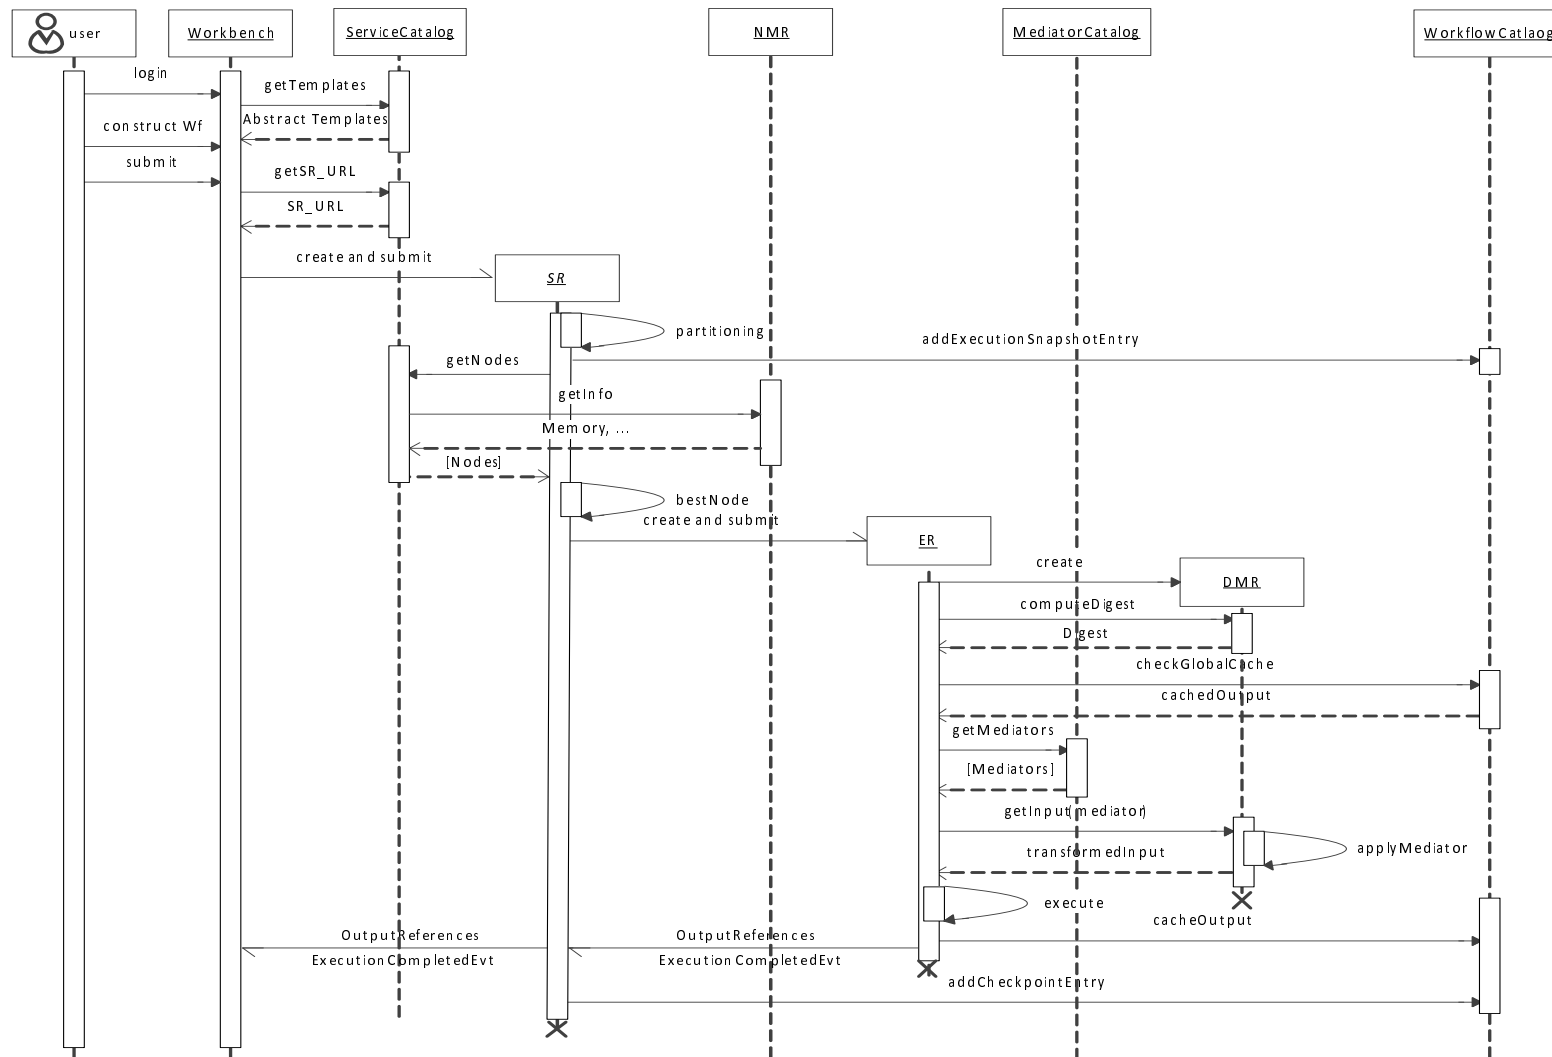 user
Workbench
ServiceCatalog
NMR
MediatorCatalog
WorkflowCatlaog
login
getTemplates
Abstract Templates
construct Wf
submit
getSR_URL
SR_URL
create and submit
SR
partitioning
addExecutionSnapshotEntry
getNodes
getInfo
Memory, ...
[Nodes]
bestNode
create and submit
ER
create
DMR
computeDigest
Digest
checkGlobalCache
cachedOutput
getMediators
[Mediators]
getInput(mediator)
applyMediator
transformedInput
execute
cacheOutput
OutputReferences
OutputReferences
ExecutionCompletedEvt
ExecutionCompletedEvt
addCheckpointEntry